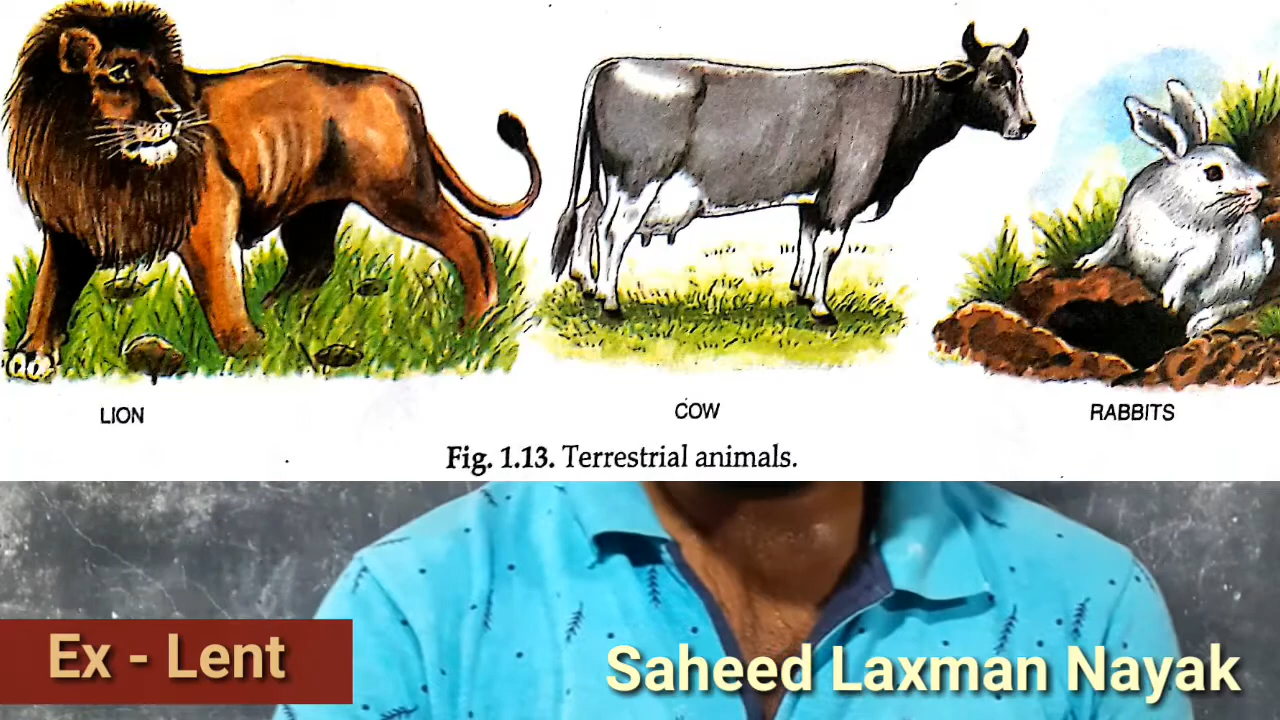 LION
COW
RABBITS
Fig. 1.13. Terrestrial animals.
Ex - Lent
Saheed Laxman Nayak